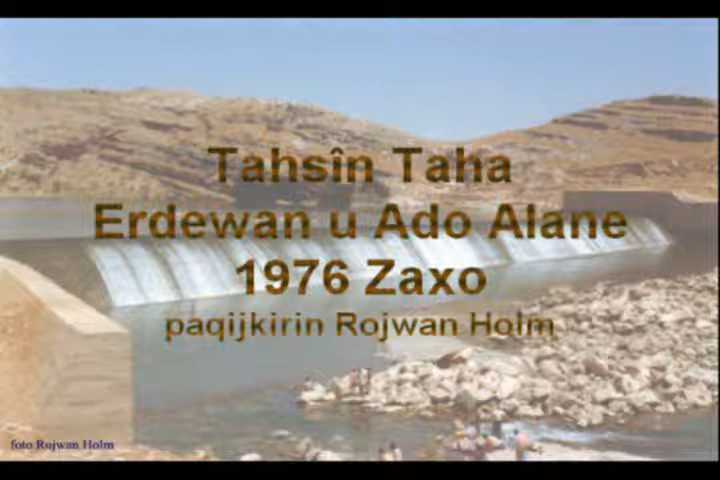 Tahsîn Taha
Erdewan u Ado Alane
1976 Zaxo
paqijkirin Rojwan Holm
foto Rojwan Holm